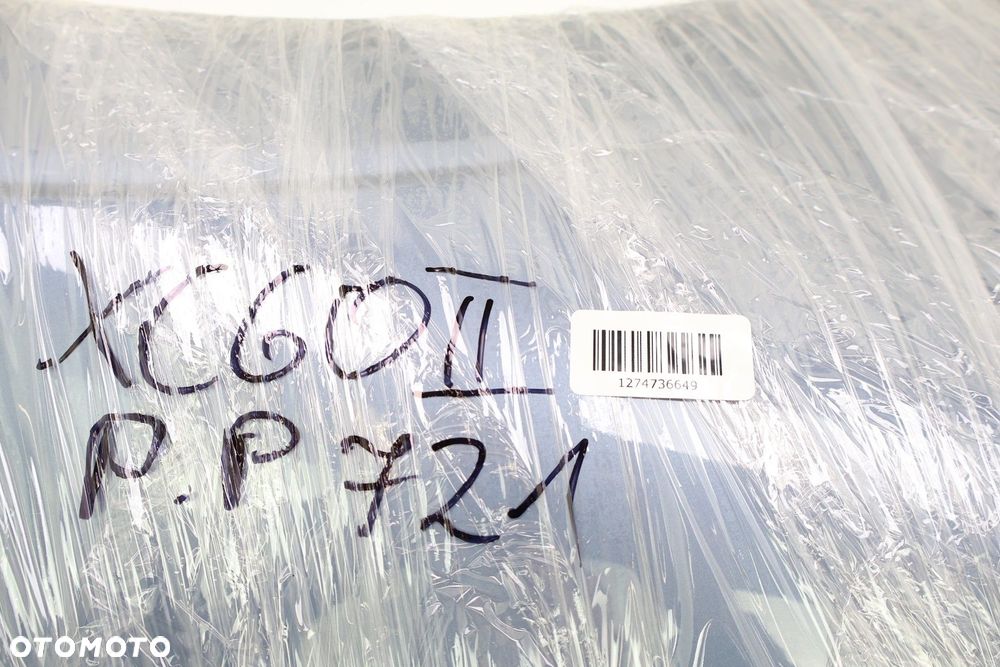 XC60 II
P.P 721
1274736649
OTOMOTO